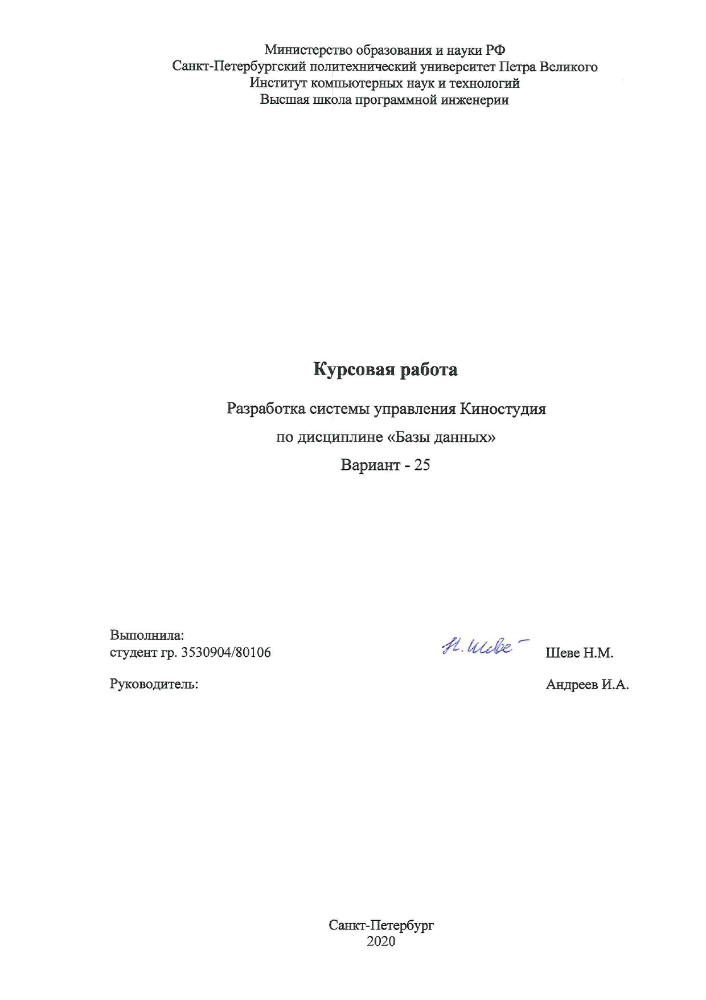 Министерство образования и науки РФ
Санкт-Петербургский политехнический университет Петра Великого
Институт компьютерных наук и технологий
Высшая школа программной инженерии
Курсовая работа
Разработка системы управления Киностудия
по дисциплине «Базы данных»
Вариант - 25
Выполнила:
студент гр. 3530904/80106 Н. Шеве Шеве Н.М.
Руководитель: Андреев И.А.
Санкт-Петербург
2020